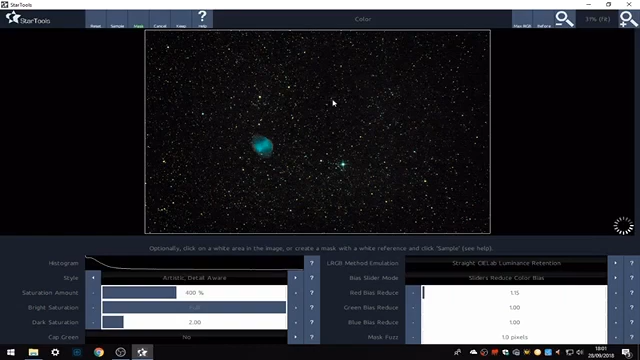 StarTools
StarTools
Reset Sample Mask Cancel Keep Help
Color
Max RGB 31% (fit)
Optionally, click on a white area in the image, or create a mask with a white reference and click 'Sample' (see help).
Histogram ?
LRGB Method Emulation Straight CIELab Luminance Retention ?
Style Artistic, Detail Aware ?
Bias Slider Mode Sliders Reduce Color Bias ?
Saturation Amount - 400 % + ?
Red Bias Reduce - 1.15 + ?
Bright Saturation - Full + ?
Green Bias Reduce - 1.00 + ?
Dark Saturation - 2.00 + ?
Blue Bias Reduce - 1.00 + ?
Cap Green No ?
Mask Fuzz - 1.0 pixels + ?
18:01
28/09/2018